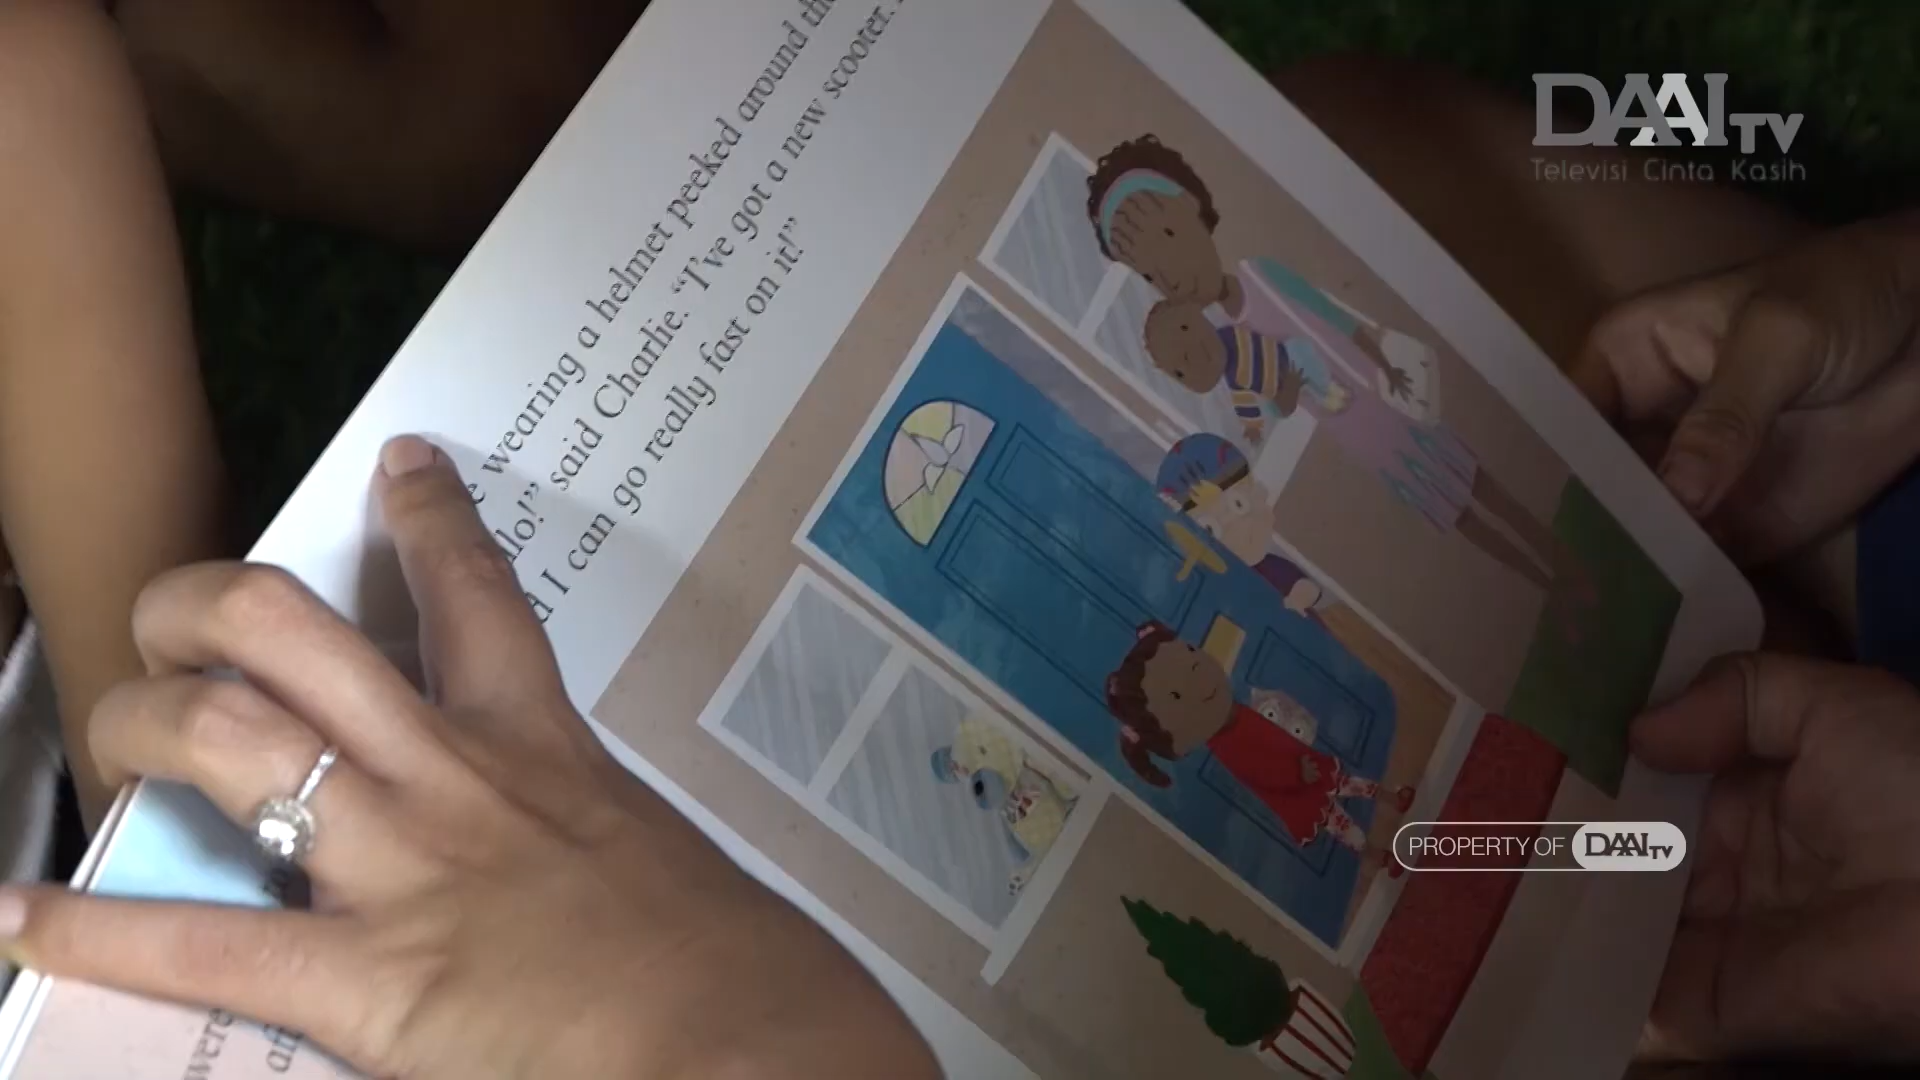 wearing a helmet peeked around the
said Charlie. "I've got a new scooter.
I can go really fast on it!"
were
DAAI TV
Televisi Cinta Kasih
PROPERTY OF DAAI TV